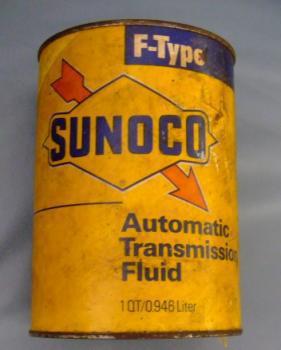 F-Type
SUNOCO
Automatic
Transmission
Fluid
1 QT/0.946 Liter